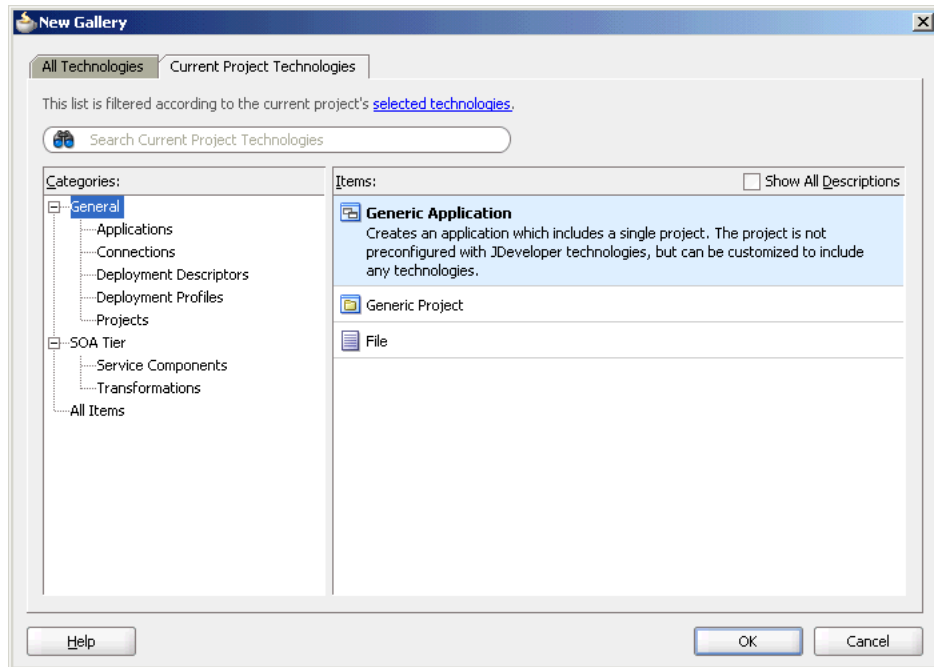 New Gallery
All Technologies
Current Project Technologies
This list is filtered according to the current project's selected technologies.
Search Current Project Technologies
Categories:
General
Applications
Connections
Deployment Descriptors
Deployment Profiles
Projects
SOA Tier
Service Components
Transformations
All Items
Items:
Show All Descriptions
Generic Application
Creates an application which includes a single project. The project is not
preconfigured with JDeveloper technologies, but can be customized to include
any technologies.
Generic Project
File
Help
OK
Cancel